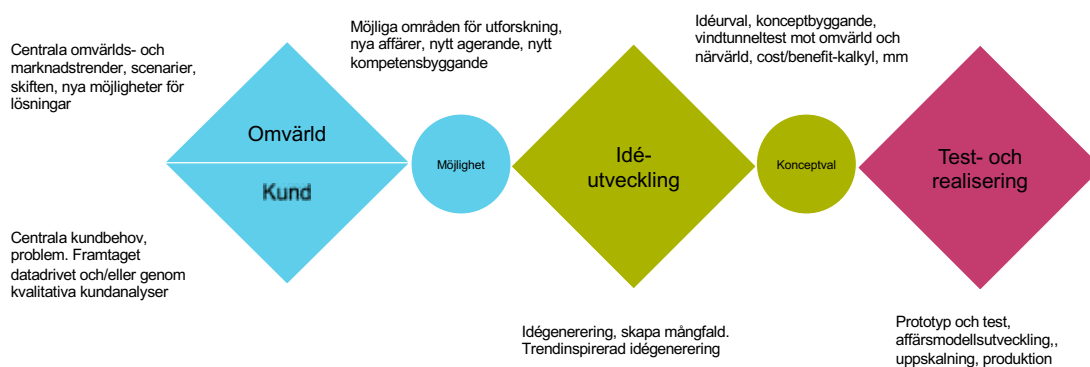 Centrala omvärlds- och
marknadstrender, scenarier,
skiften, nya möjligheter för
lösningar
Möjliga områden för utforskning,
nya affärer, nytt agerande, nytt
kompetensbyggande
Idéurval, konceptbyggande,
vindtunneltest mot omvärld och
närvärld, cost/benefit-kalkyl, mm
Omvärld
Kund
Möjlighet
Idé-
utveckling
Konceptval
Test- och
realisering
Centrala kundbehov,
problem. Framtaget
datadrivet och/eller genom
kvalitativa kundanalyser
Idégenerering, skapa mångfald.
Trendinspirerad idégenerering
Prototyp och test,
affärsmodellsutveckling,,
uppskalning, produktion